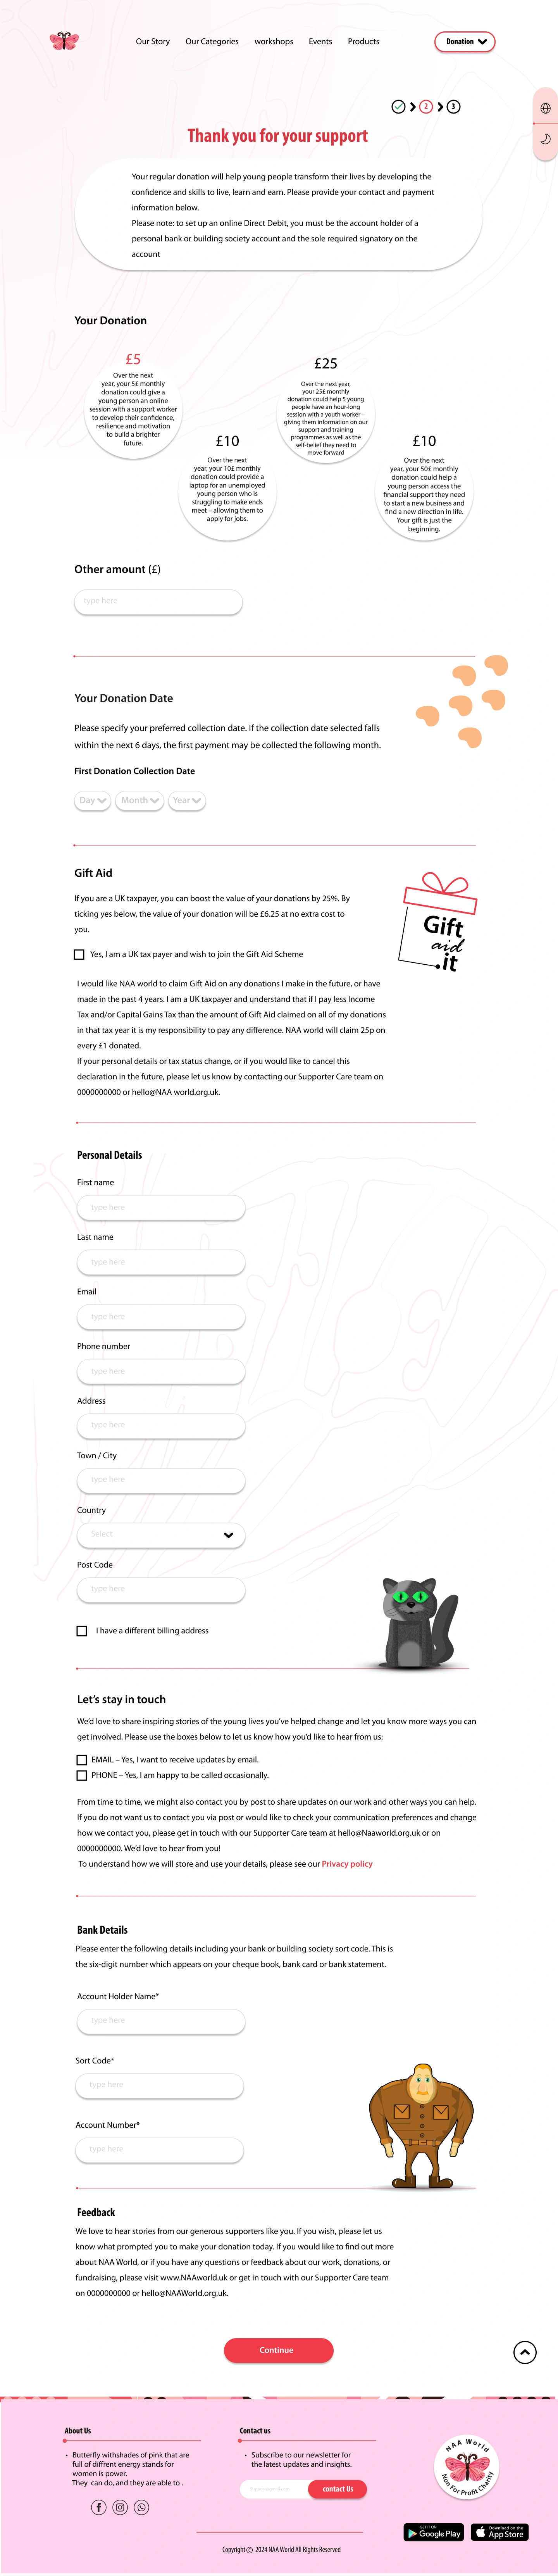 Our Story Our Categories workshops Events Products Donation
2 3
Thank you for your support
Your regular donation will help young people transform their lives by developing the
confidence and skills to live, learn and earn. Please provide your contact and payment
information below.
Please note: to set up an online Direct Debit, you must be the account holder of a
personal bank or building society account and the sole required signatory on the
account
Your Donation
£5
Over the next
year, your 5£ monthly
donation could give a
young person an online
session with a support worker
to develop their confidence,
resilience and motivation
to build a brighter
future.
£10
Over the next
year, your 10£ monthly
donation could provide a
laptop for an unemployed
young person who is
struggling to make ends
meet – allowing them to
apply for jobs.
£25
Over the next year,
your 25£ monthly
donation could help 5 young
people have an hour-long
session with a youth worker –
giving them information on our
support and training
programmes as well as the
self-belief they need to
move forward
£10
Over the next
year, your 50£ monthly
donation could help a
young person access the
financial support they need
to start a new business and
find a new direction in life.
Your gift is just the
beginning.
Other amount (£)
type here
Your Donation Date
Please specify your preferred collection date. If the collection date selected falls
within the next 6 days, the first payment may be collected the following month.
First Donation Collection Date
Day Month Year
Gift Aid
If you are a UK taxpayer, you can boost the value of your donations by 25%. By
ticking yes below, the value of your donation will be £6.25 at no extra cost to
you.
Yes, I am a UK tax payer and wish to join the Gift Aid Scheme
Gift
aid
it
I would like NAA world to claim Gift Aid on any donations I make in the future, or have
made in the past 4 years. I am a UK taxpayer and understand that if I pay less Income
Tax and/or Capital Gains Tax than the amount of Gift Aid claimed on all of my donations
in that tax year it is my responsibility to pay any difference. NAA world will claim 25p on
every £1 donated.
If your personal details or tax status change, or if you would like to cancel this
declaration in the future, please let us know by contacting our Supporter Care team on
0000000000 or hello@NAA world.org.uk.
Personal Details
First name
type here
Last name
type here
Email
type here
Phone number
type here
Address
type here
Town / City
type here
Country
Select
Post Code
type here
I have a different billing address
Let's stay in touch
We'd love to share inspiring stories of the young lives you've helped change and let you know more ways you can
get involved. Please use the boxes below to let us know how you'd like to hear from us:
EMAIL – Yes, I want to receive updates by email.
PHONE – Yes, I am happy to be called occasionally.
From time to time, we might also contact you by post to share updates on our work and other ways you can help.
If you do not want us to contact you via post or would like to check your communication preferences and change
how we contact you, please get in touch with our Supporter Care team at hello@Naaworld.org.uk or on
0000000000. We'd love to hear from you!
To understand how we will store and use your details, please see our Privacy policy
Bank Details
Please enter the following details including your bank or building society sort code. This is
the six-digit number which appears on your cheque book, bank card or bank statement.
Account Holder Name*
type here
Sort Code*
type here
Account Number*
type here
Feedback
We love to hear stories from our generous supporters like you. If you wish, please let us
know what prompted you to make your donation today. If you would like to find out more
about NAA World, or if you have any questions or feedback about our work, donations, or
fundraising, please visit www.NAAworld.uk or get in touch with our Supporter Care team
on 0000000000 or hello@NAAWorld.org.uk.
Continue
About Us
• Butterfly withshades of pink that are
full of diffrent energy stands for
women is power.
They can do, and they are able to .
Contact us
• Subscribe to our newsletter for
the latest updates and insights.
contact Us
NAA World
Non For Profit Charity
GET IT ON
Google Play
Download on the
App Store
Copyright © 2024 NAA World All Rights Reserved